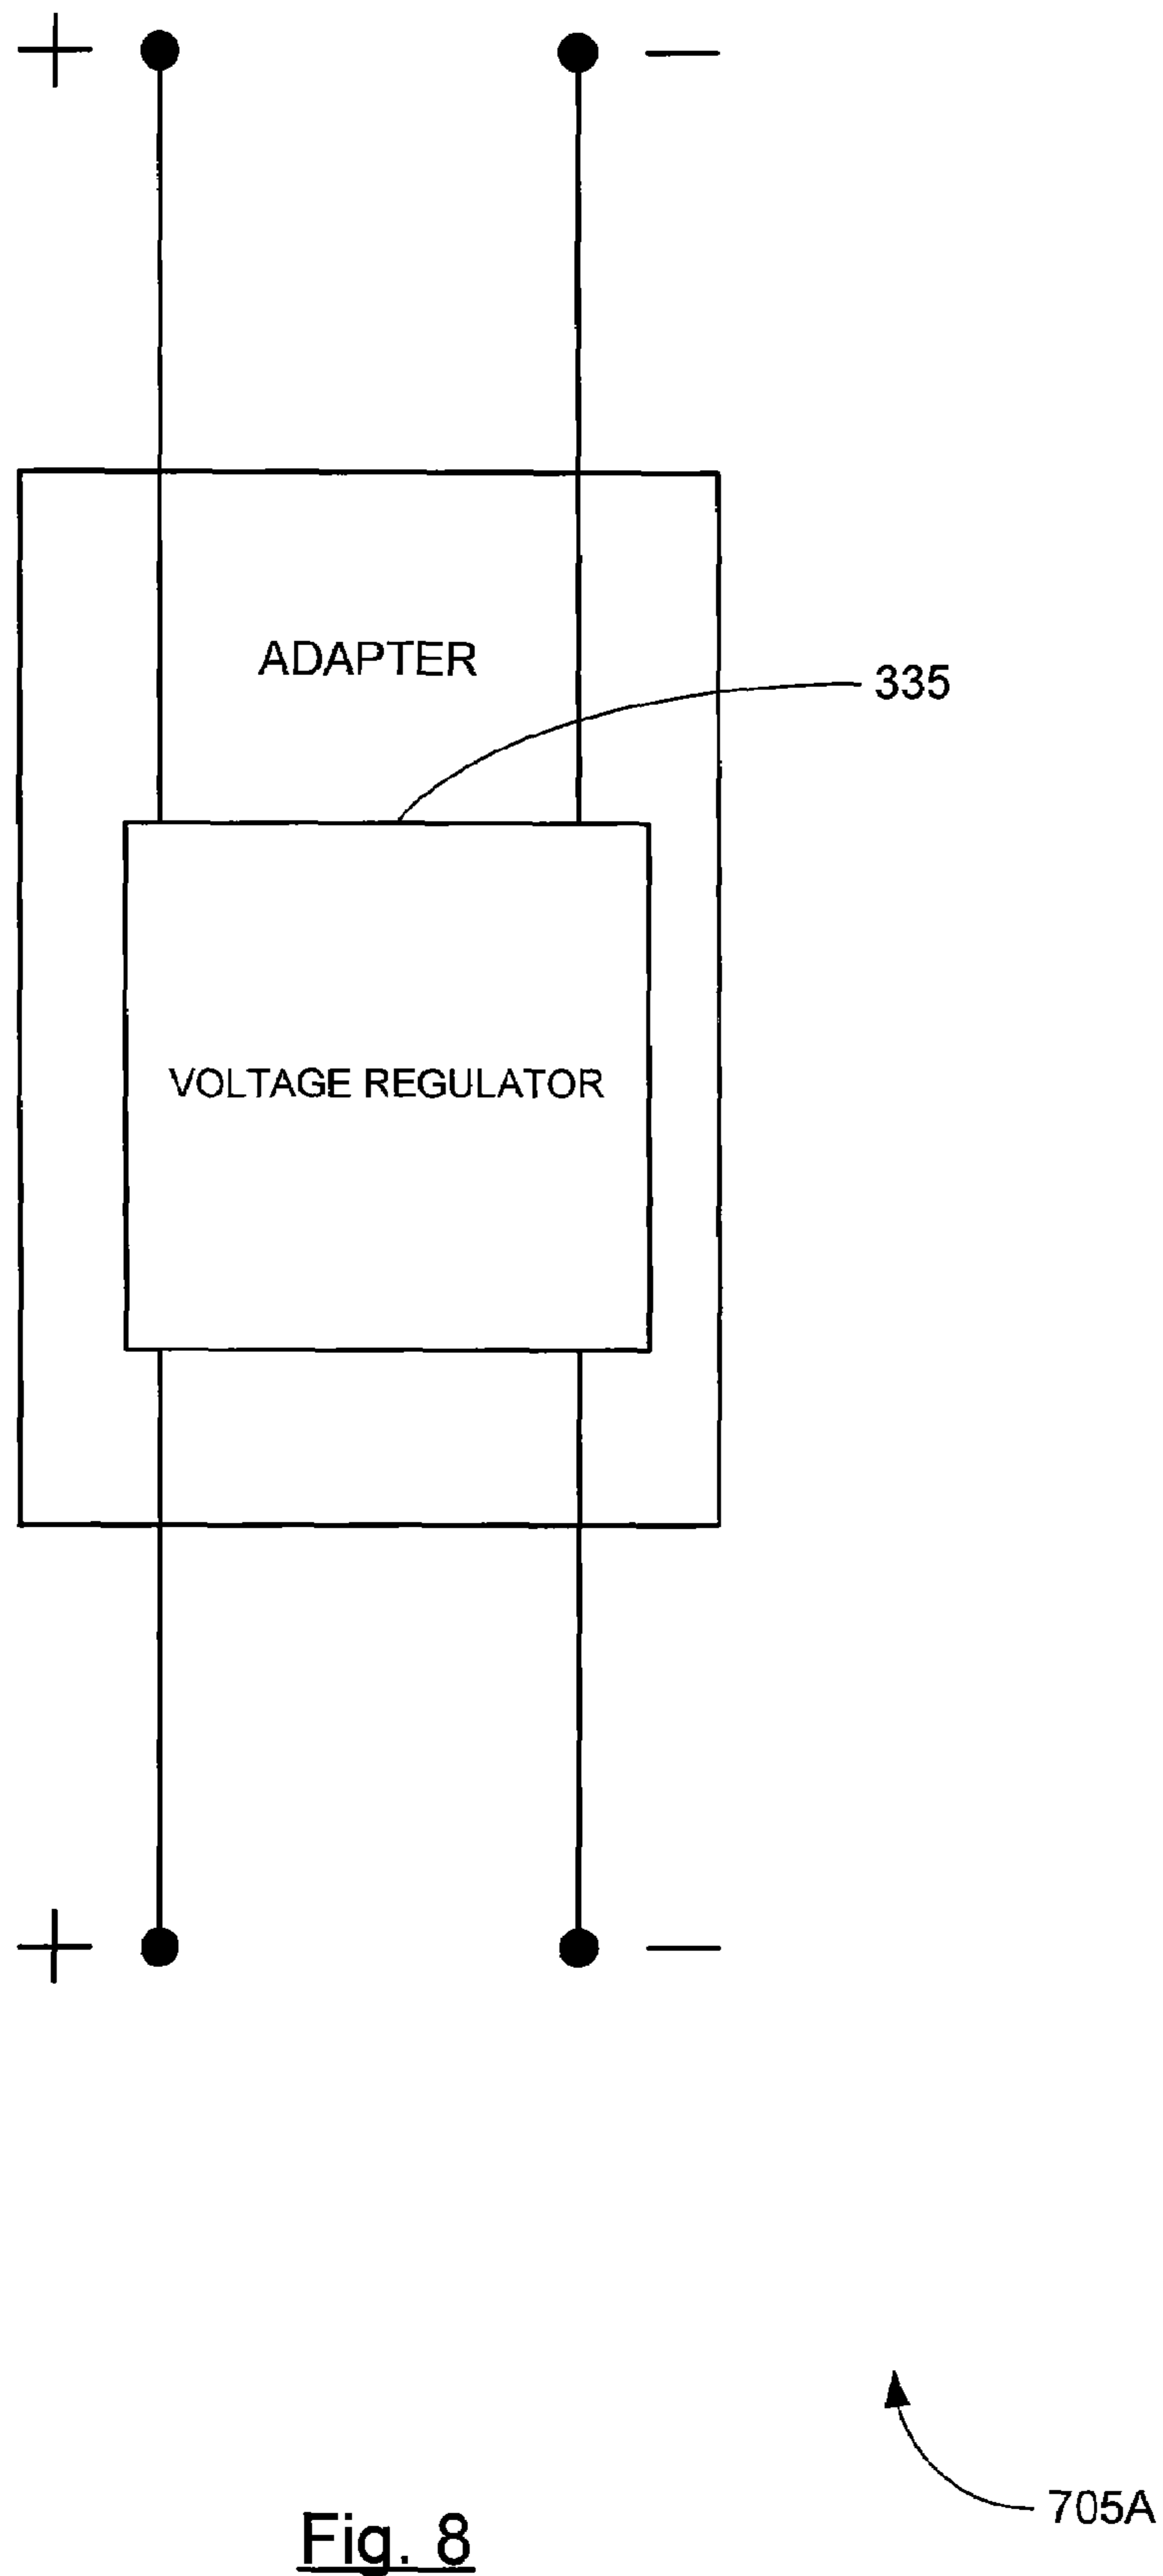 + −
ADAPTER
335
VOLTAGE REGULATOR
+ −
705A
Fig. 8